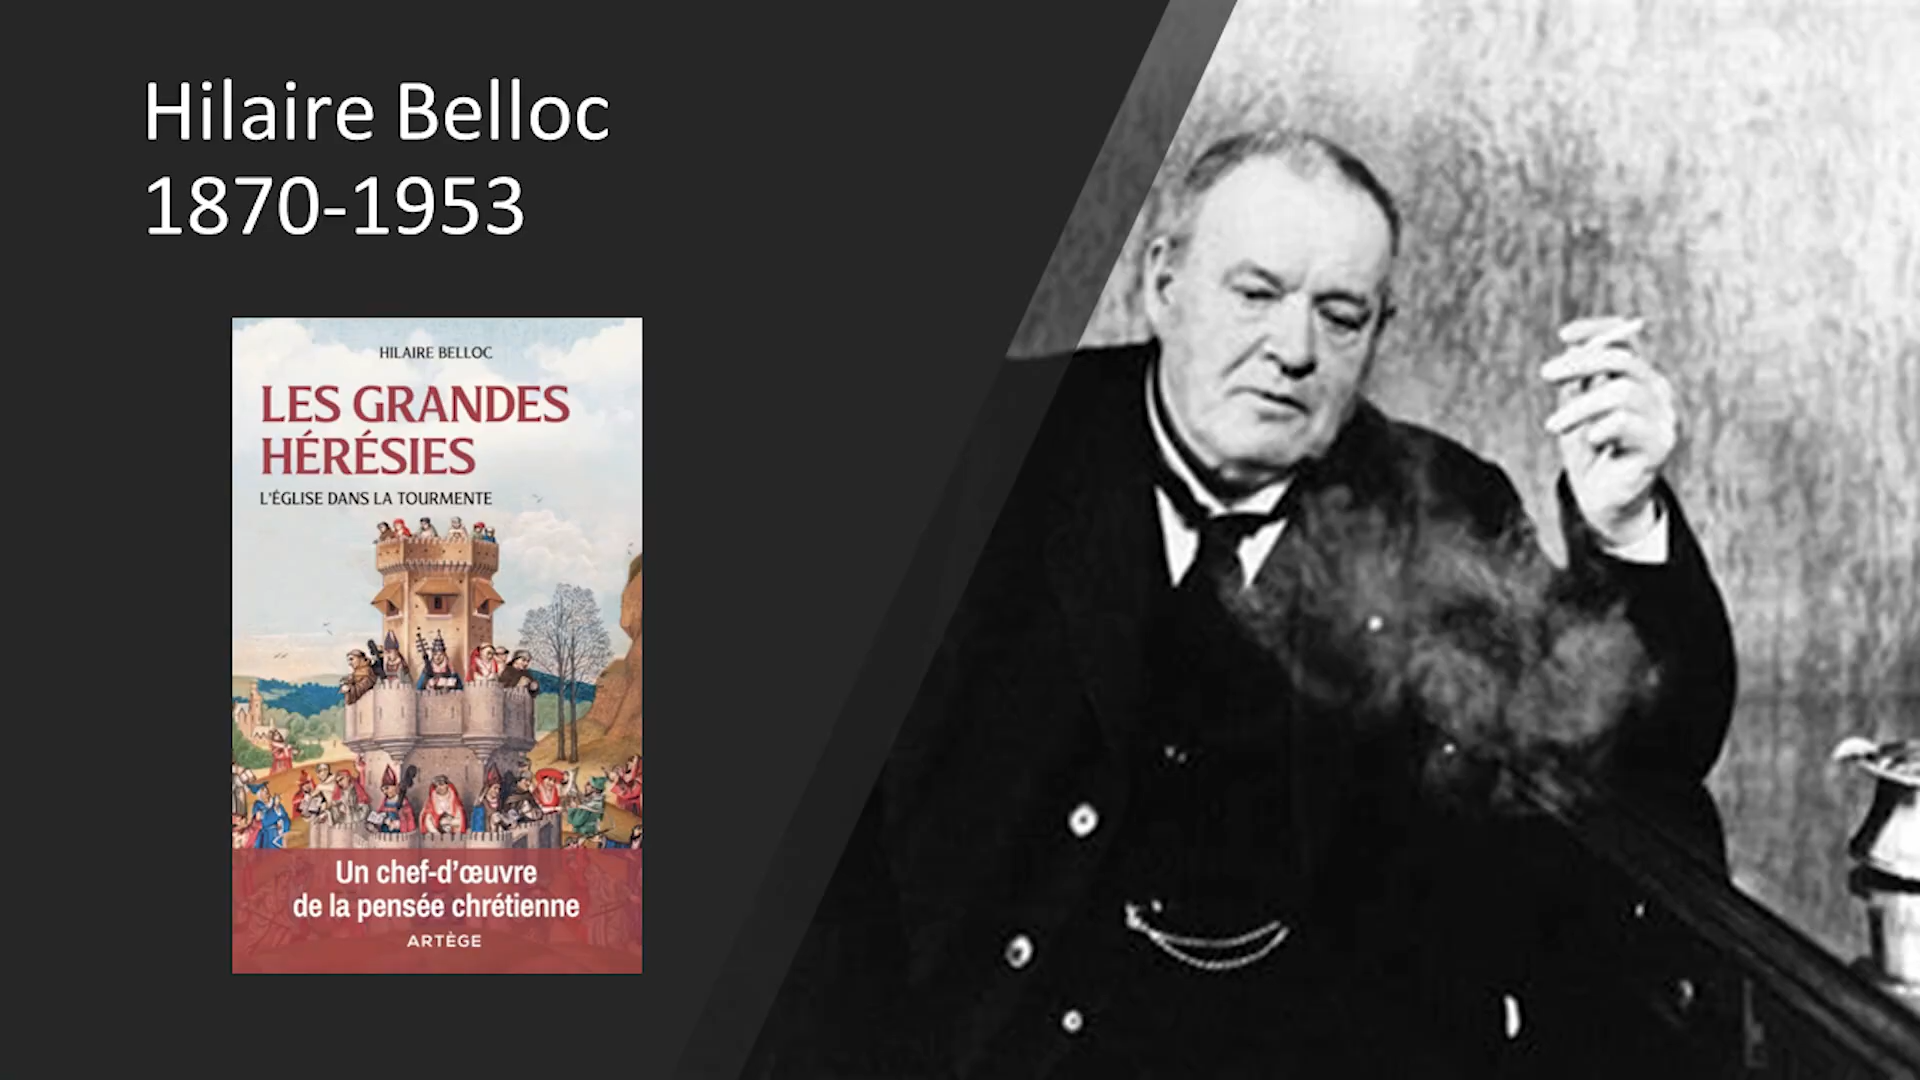 Hilaire Belloc
1870-1953
HILAIRE BELLOC
LES GRANDES
HÉRÉSIES
L'ÉGLISE DANS LA TOURMENTE
Un chef-d'œuvre
de la pensée chrétienne
ARTÈGE